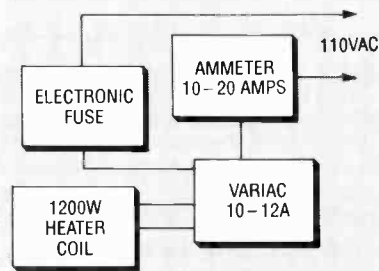 110VAC
AMMETER
10–20 AMPS
ELECTRONIC
FUSE
VARIAC
10–12A
1200W
HEATER
COIL